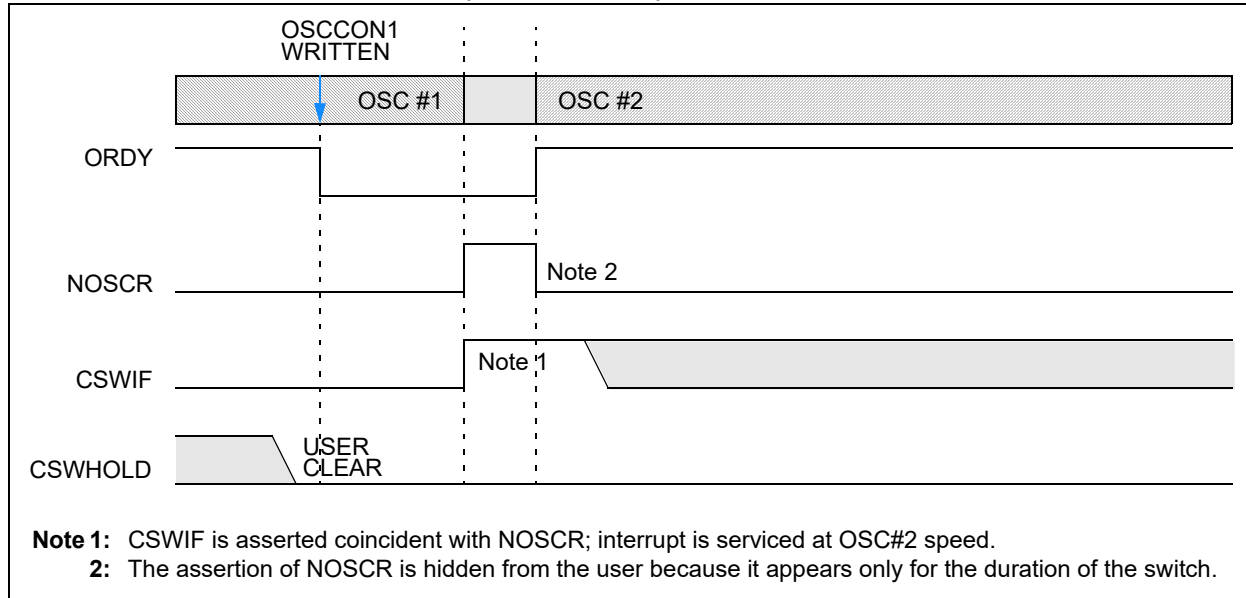 OSCCON1
WRITTEN
OSC #1
OSC #2
ORDY
NOSCR
Note 2
CSWIF
Note 1
CSWHOLD
USER
CLEAR
Note 1: CSWIF is asserted coincident with NOSCR; interrupt is serviced at OSC#2 speed.
2: The assertion of NOSCR is hidden from the user because it appears only for the duration of the switch.